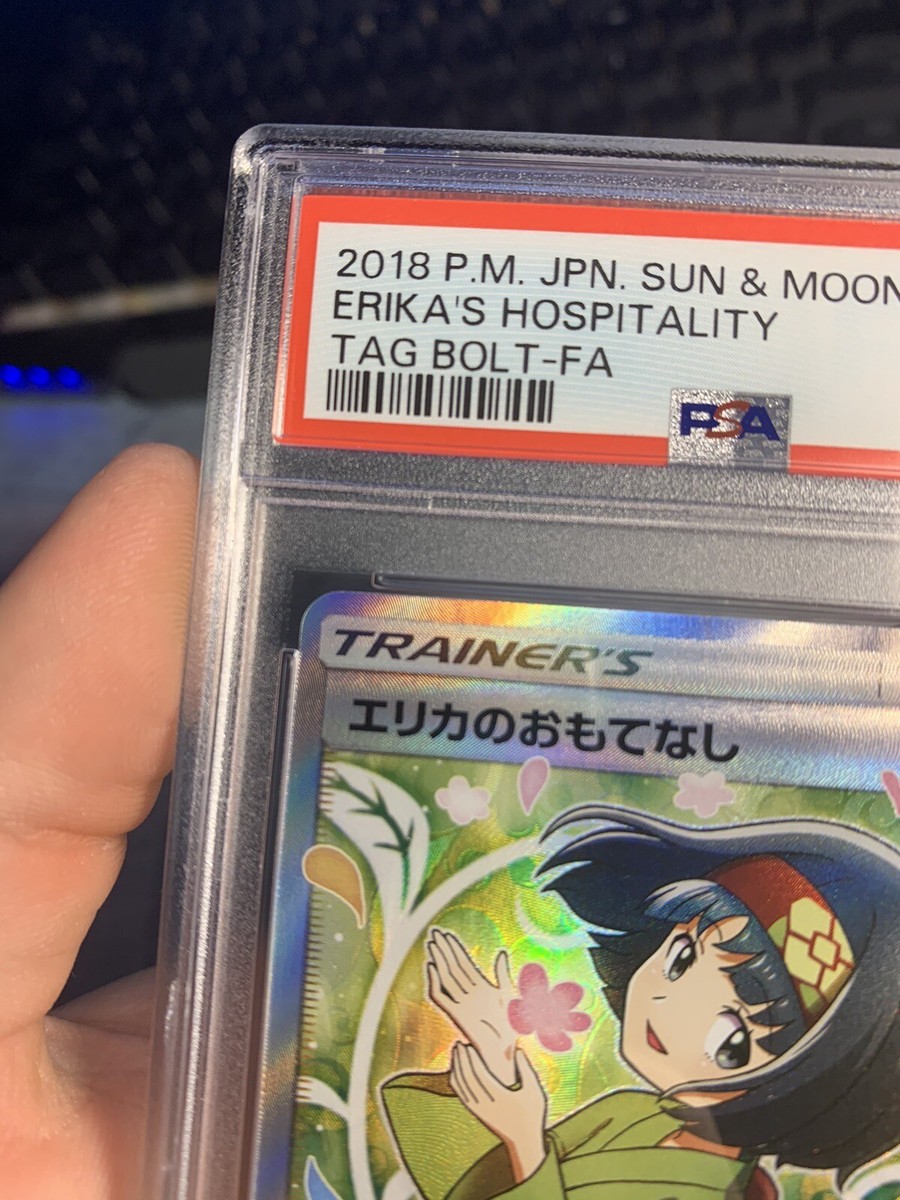 2018 P.M. JPN. SUN & MOON
ERIKA'S HOSPITALITY
TAG BOLT-FA
PSA
TRAINER'S
エリカのおもてなし